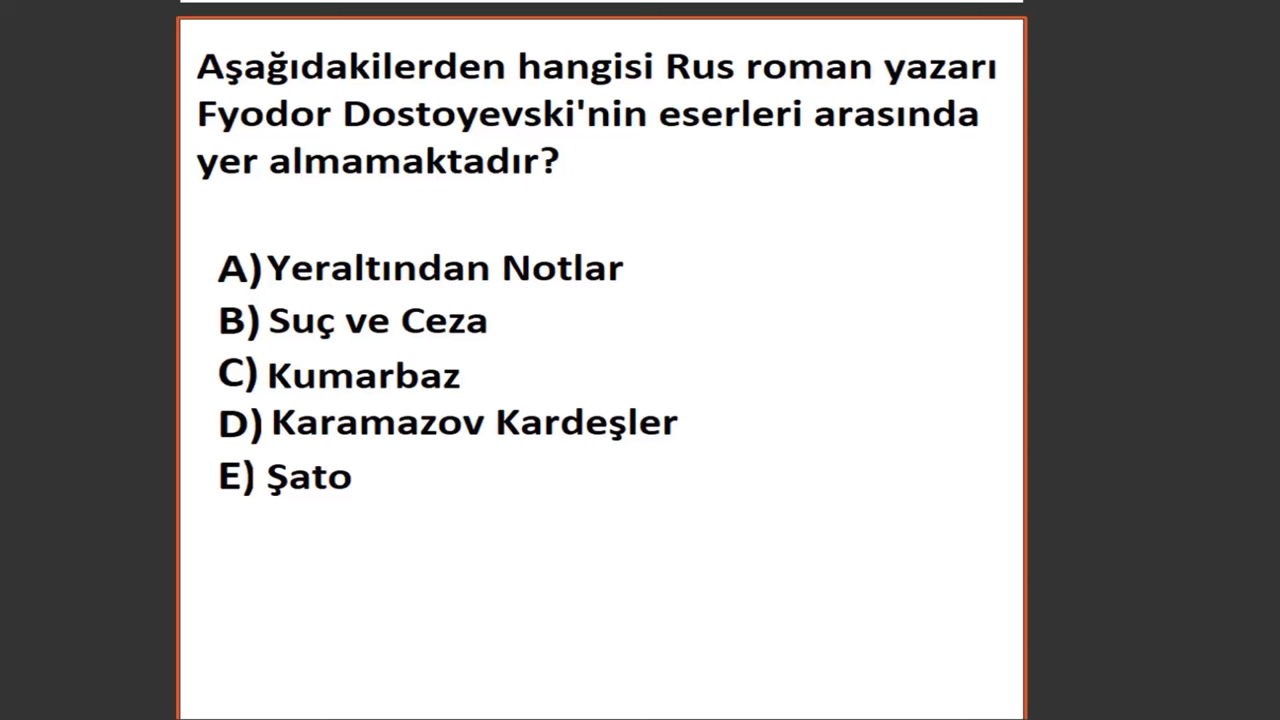 Aşağıdakilerden hangisi Rus roman yazarı
Fyodor Dostoyevski'nin eserleri arasında
yer almamaktadır?
A) Yeraltından Notlar
B) Suç ve Ceza
C) Kumarbaz
D) Karamazov Kardeşler
E) Şato